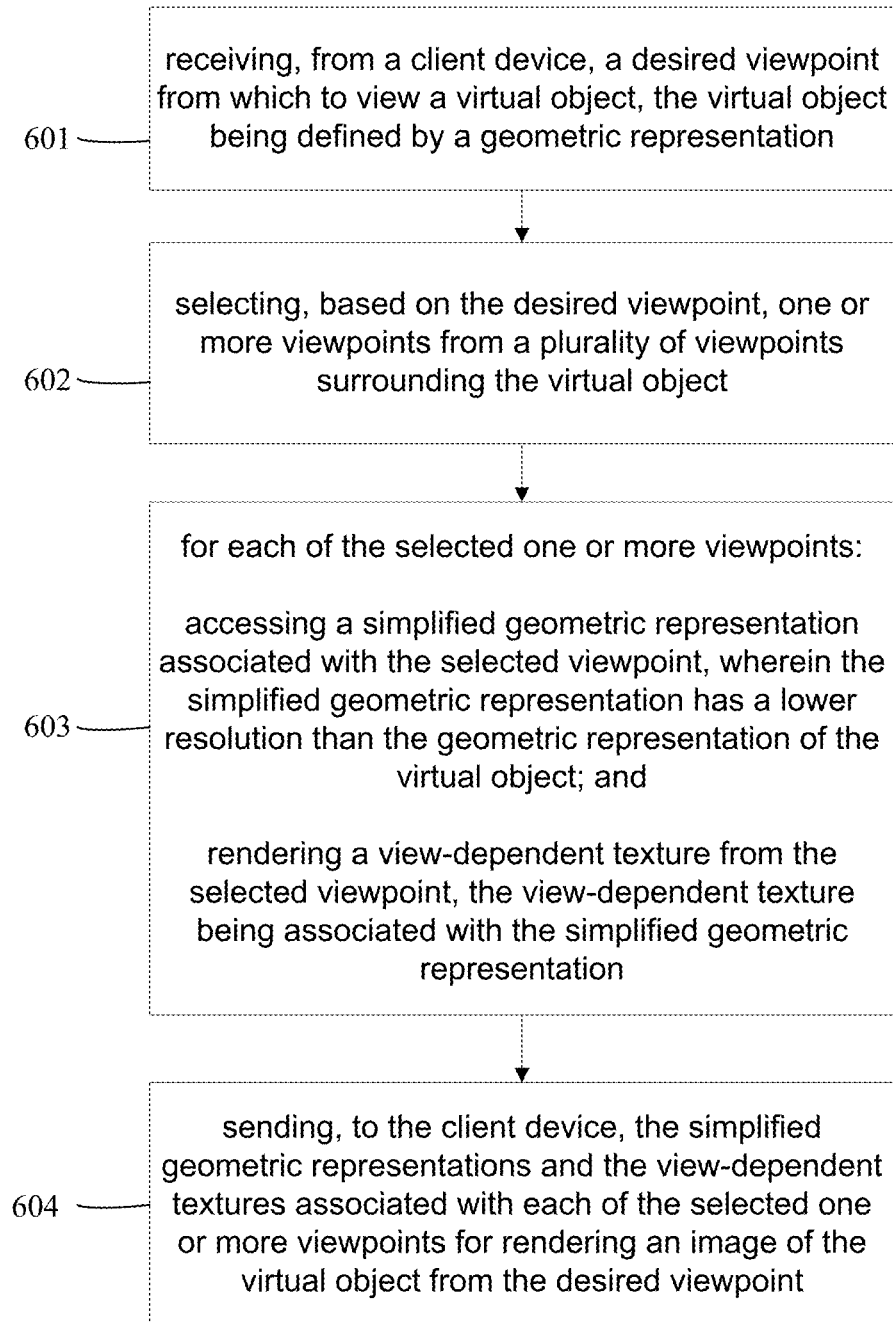 receiving, from a client device, a desired viewpoint
from which to view a virtual object, the virtual object
being defined by a geometric representation
601
selecting, based on the desired viewpoint, one or
more viewpoints from a plurality of viewpoints
surrounding the virtual object
602
for each of the selected one or more viewpoints:
accessing a simplified geometric representation
associated with the selected viewpoint, wherein the
simplified geometric representation has a lower
resolution than the geometric representation of the
virtual object; and
603
rendering a view-dependent texture from the
selected viewpoint, the view-dependent texture
being associated with the simplified geometric
representation
sending, to the client device, the simplified
geometric representations and the view-dependent
textures associated with each of the selected one
or more viewpoints for rendering an image of the
virtual object from the desired viewpoint
604